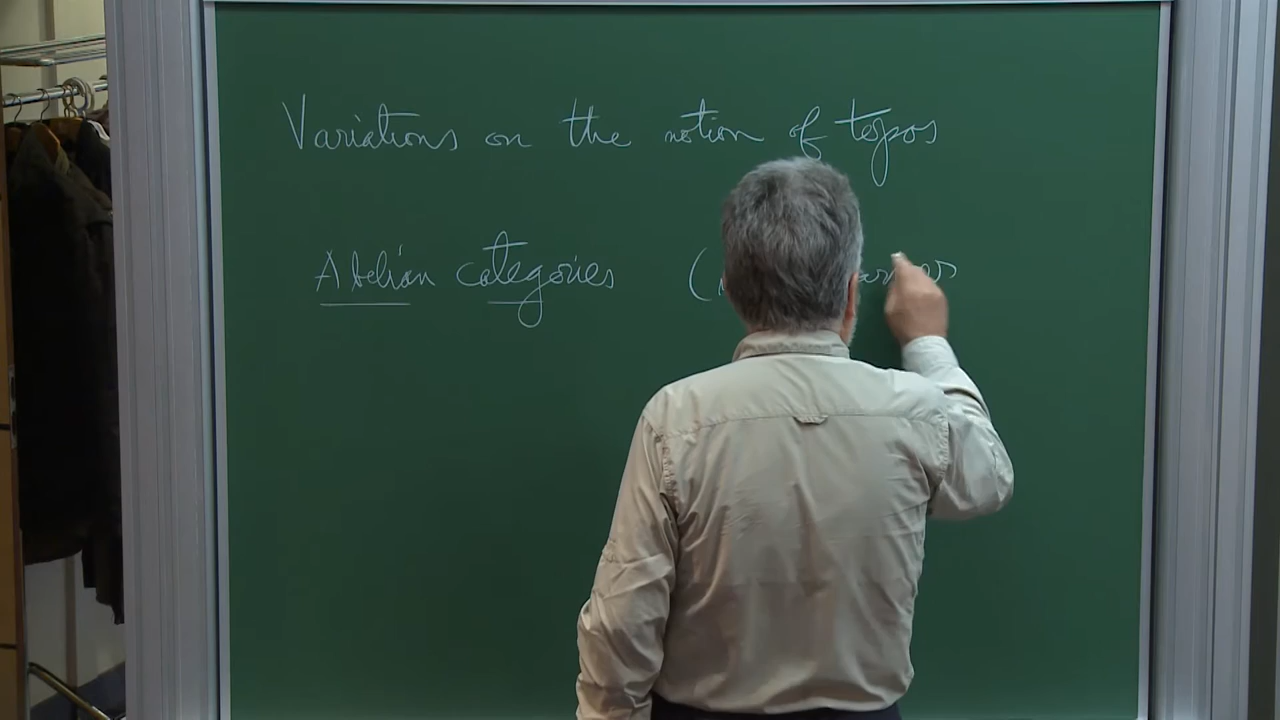 Variations on the notion of topos
Abelian categories (